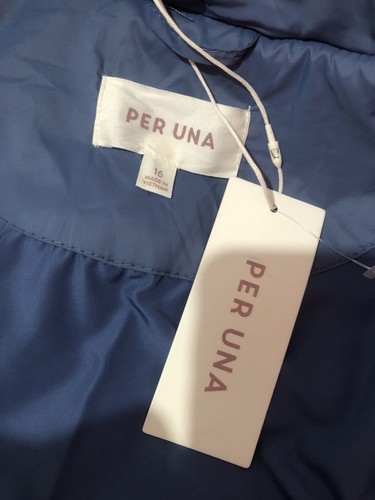 PER UNA
16
MADE IN
VIETNAM
PER UNA